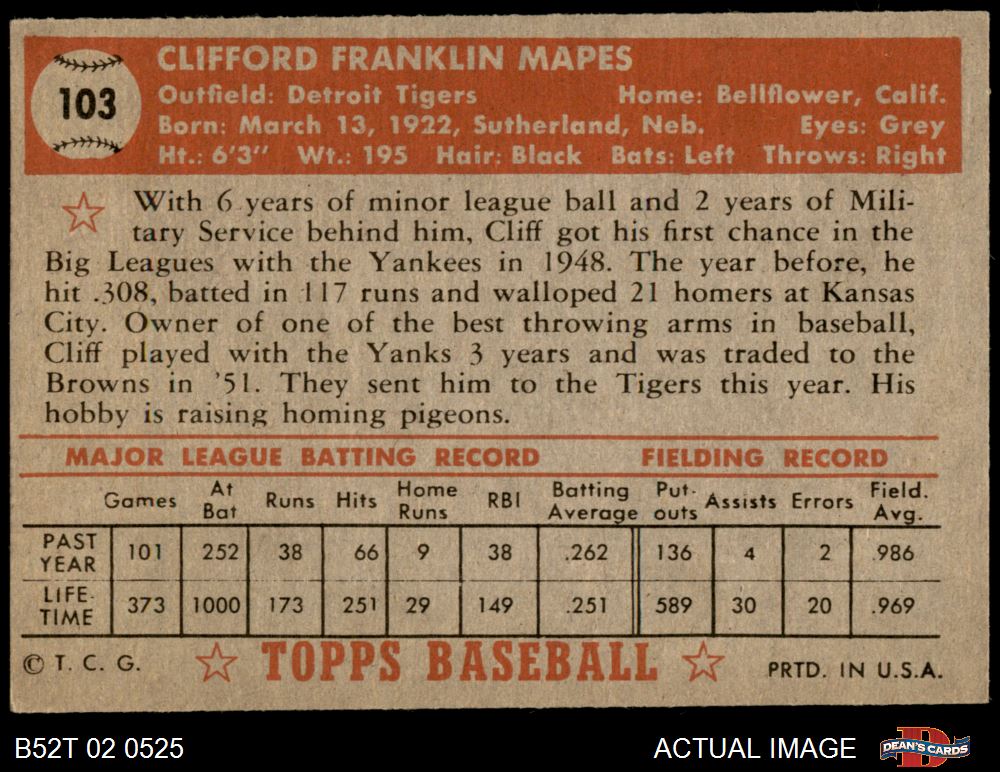 103
CLIFFORD FRANKLIN MAPES
Outfield: Detroit Tigers Home: Bellflower, Calif.
Born: March 13, 1922, Sutherland, Neb. Eyes: Grey
Ht.: 6'3" Wt.: 195 Hair: Black Bats: Left Throws: Right
With 6 years of minor league ball and 2 years of Mili-
tary Service behind him, Cliff got his first chance in the
Big Leagues with the Yankees in 1948. The year before, he
hit .308, batted in 117 runs and walloped 21 homers at Kansas
City. Owner of one of the best throwing arms in baseball,
Cliff played with the Yanks 3 years and was traded to the
Browns in '51. They sent him to the Tigers this year. His
hobby is raising homing pigeons.
MAJOR LEAGUE BATTING RECORD FIELDING RECORD
Games At Bat Runs Hits Home Runs RBI Batting Average Put-outs Assists Errors Field. Avg.
PAST YEAR 101 252 38 66 9 38 .262 136 4 2 .986
LIFE-TIME 373 1000 173 251 29 149 .251 589 30 20 .969
© T. C. G. TOPPS BASEBALL PRTD. IN U.S.A.
B52T 02 0525 ACTUAL IMAGE DEAN'S CARDS